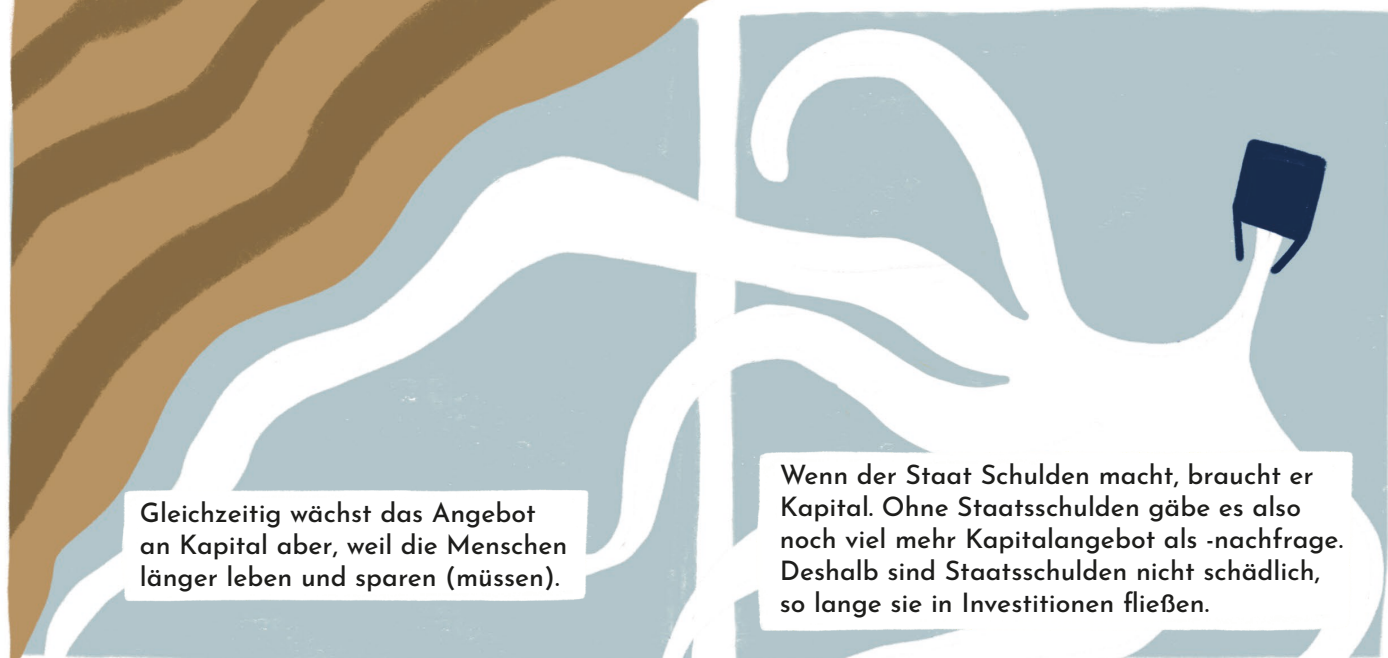 Gleichzeitig wächst das Angebot
an Kapital aber, weil die Menschen
länger leben und sparen (müssen).
Wenn der Staat Schulden macht, braucht er
Kapital. Ohne Staatsschulden gäbe es also
noch viel mehr Kapitalangebot als -nachfrage.
Deshalb sind Staatsschulden nicht schädlich,
so lange sie in Investitionen fließen.